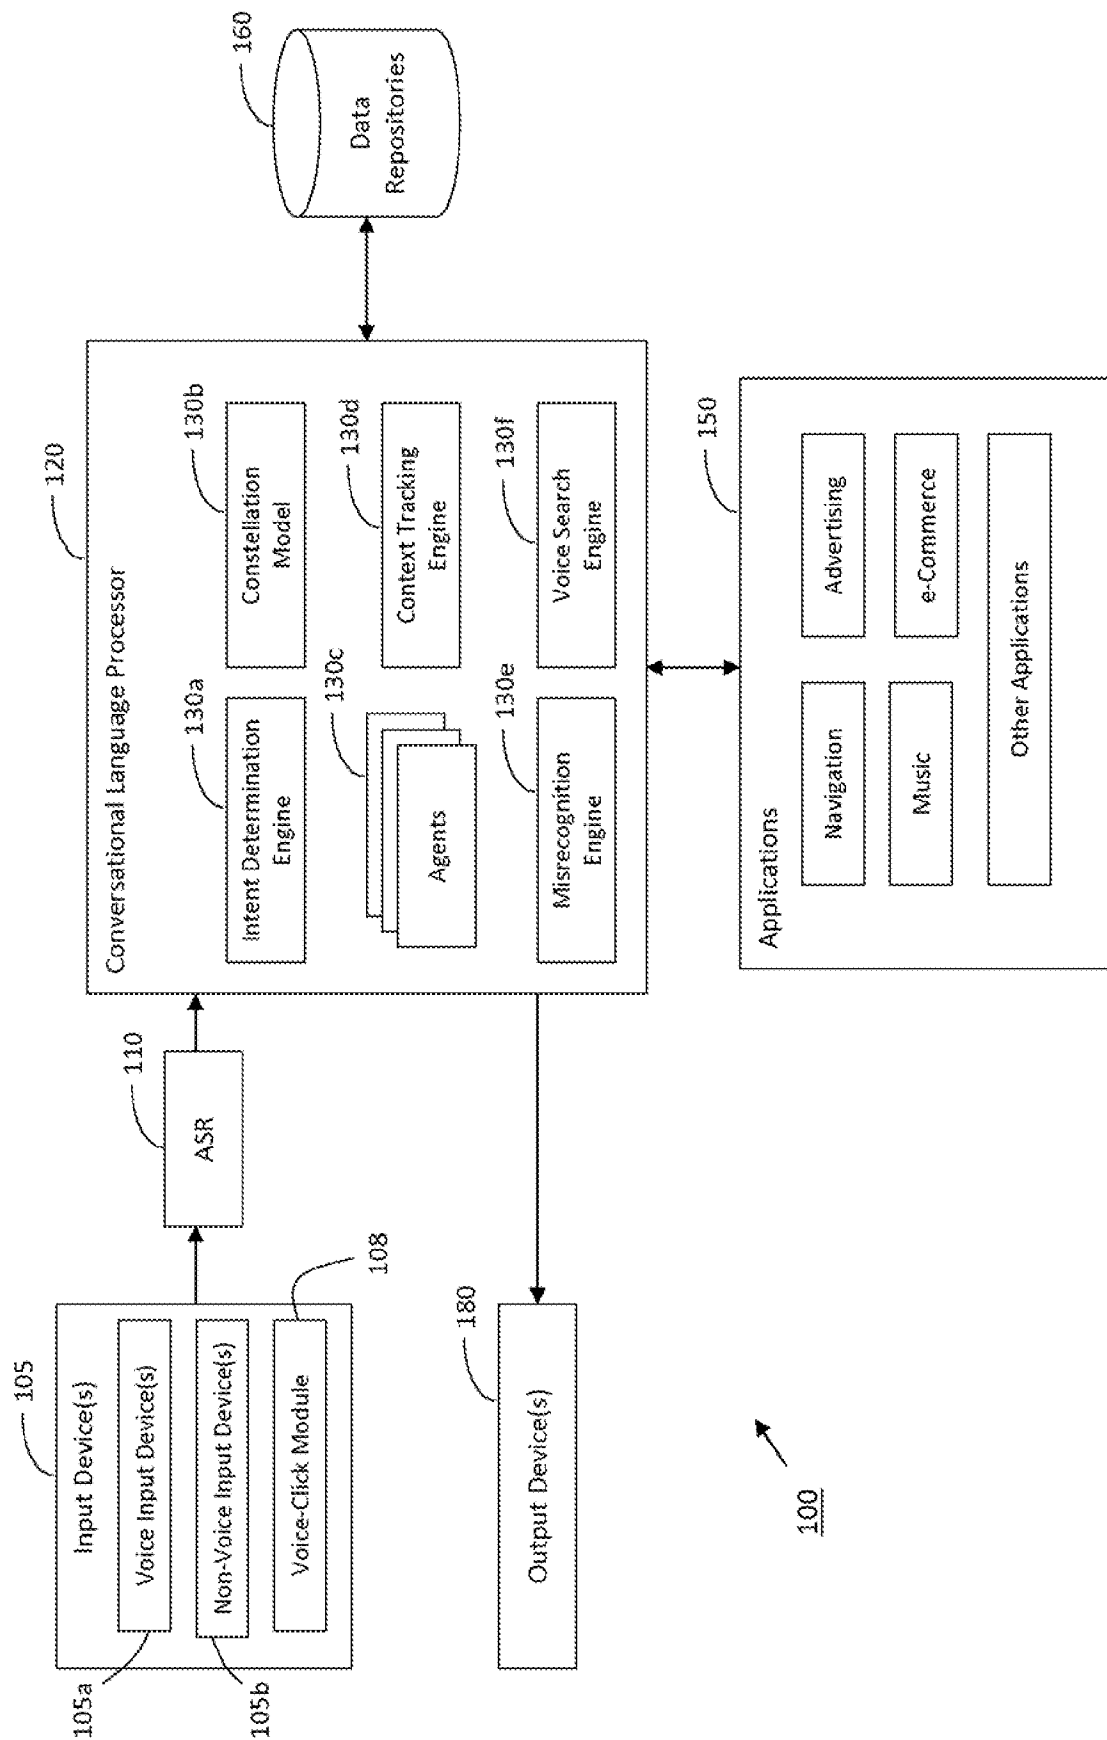 105
Input Device(s)
105a
Voice Input Device(s)
105b
Non-Voice Input Device(s)
Voice-Click Module
108
110
ASR
120
Conversational Language Processor
130a
Intent Determination
Engine
130b
Constellation
Model
130c
Agents
130d
Context Tracking
Engine
130e
Misrecognition
Engine
130f
Voice Search
Engine
160
Data
Repositories
180
Output Device(s)
150
Applications
Navigation
Advertising
Music
e-Commerce
Other Applications
100